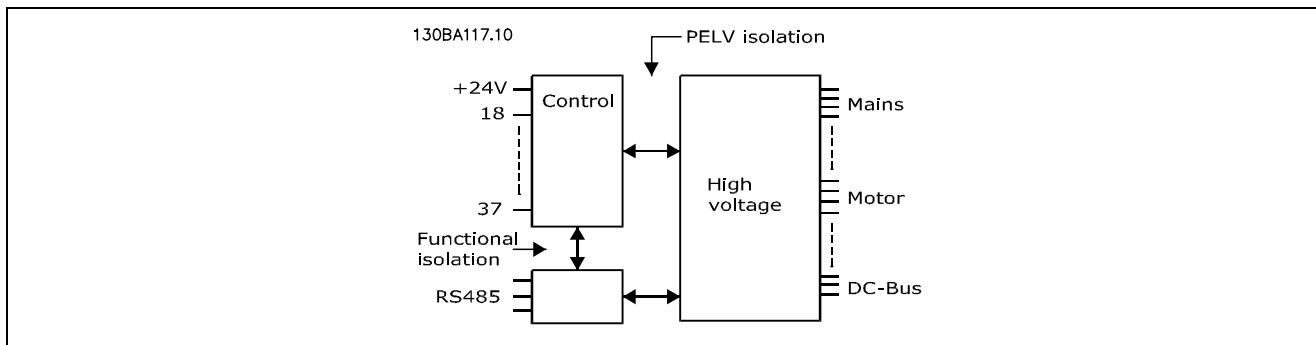 130BA117.10
PELV isolation
+24V
Control
Mains
18
High
voltage
Motor
37
Functional
isolation
RS485
DC-Bus